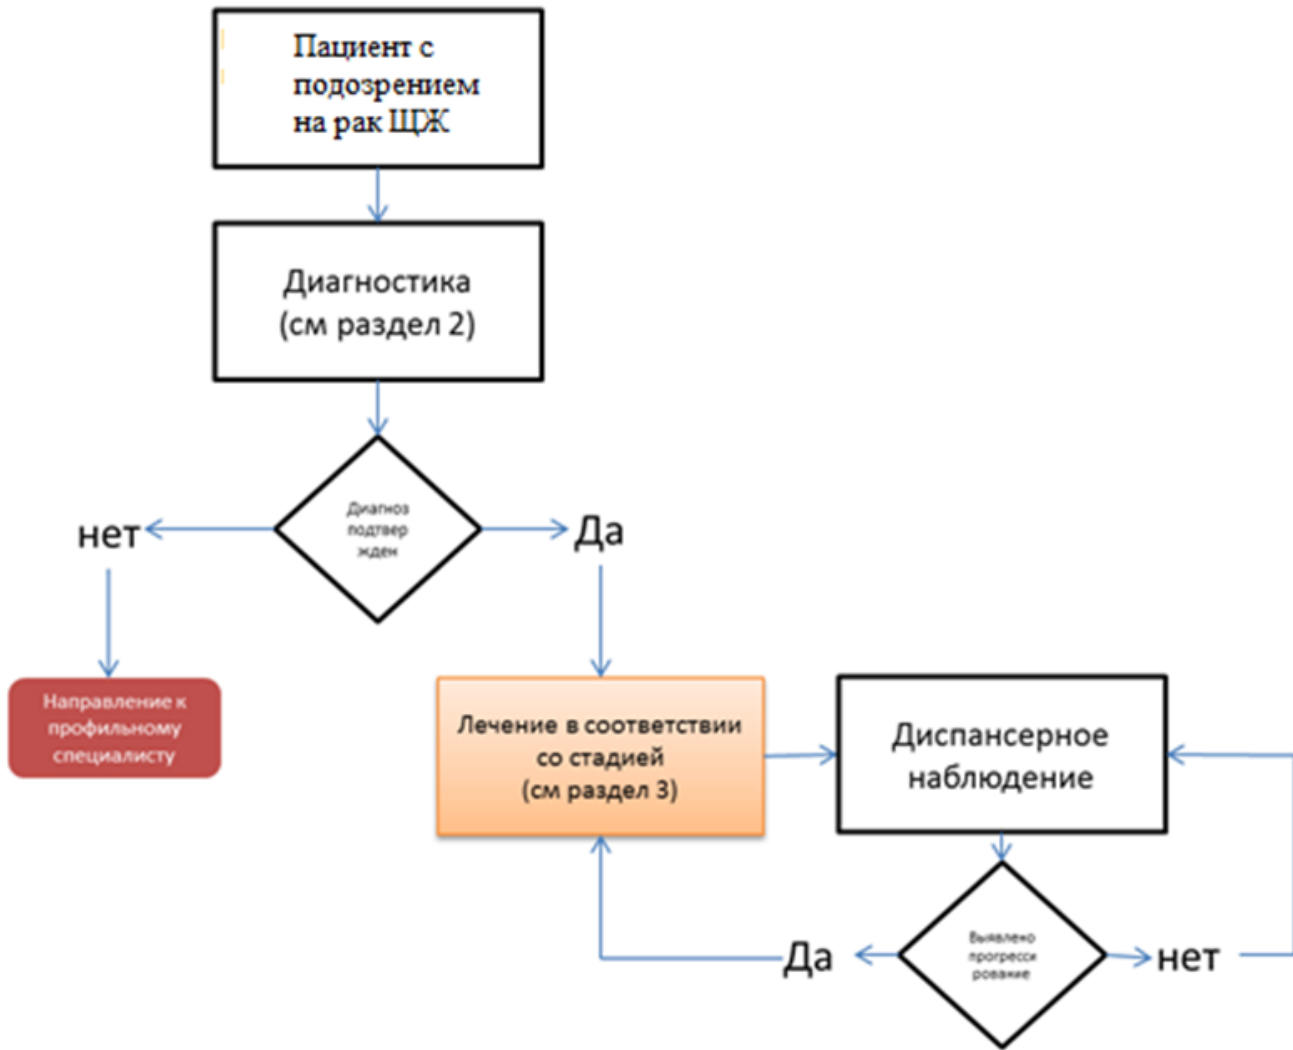 Пациент с
подозрением
на рак ЩЖ
Диагностика
(см раздел 2)
Диагноз
подтвер
жден
нет
Да
Направление к
профильному
специалисту
Лечение в соответствии
со стадией
(см раздел 3)
Диспансерное
наблюдение
Выявлено
прогресси
рование
Да
нет